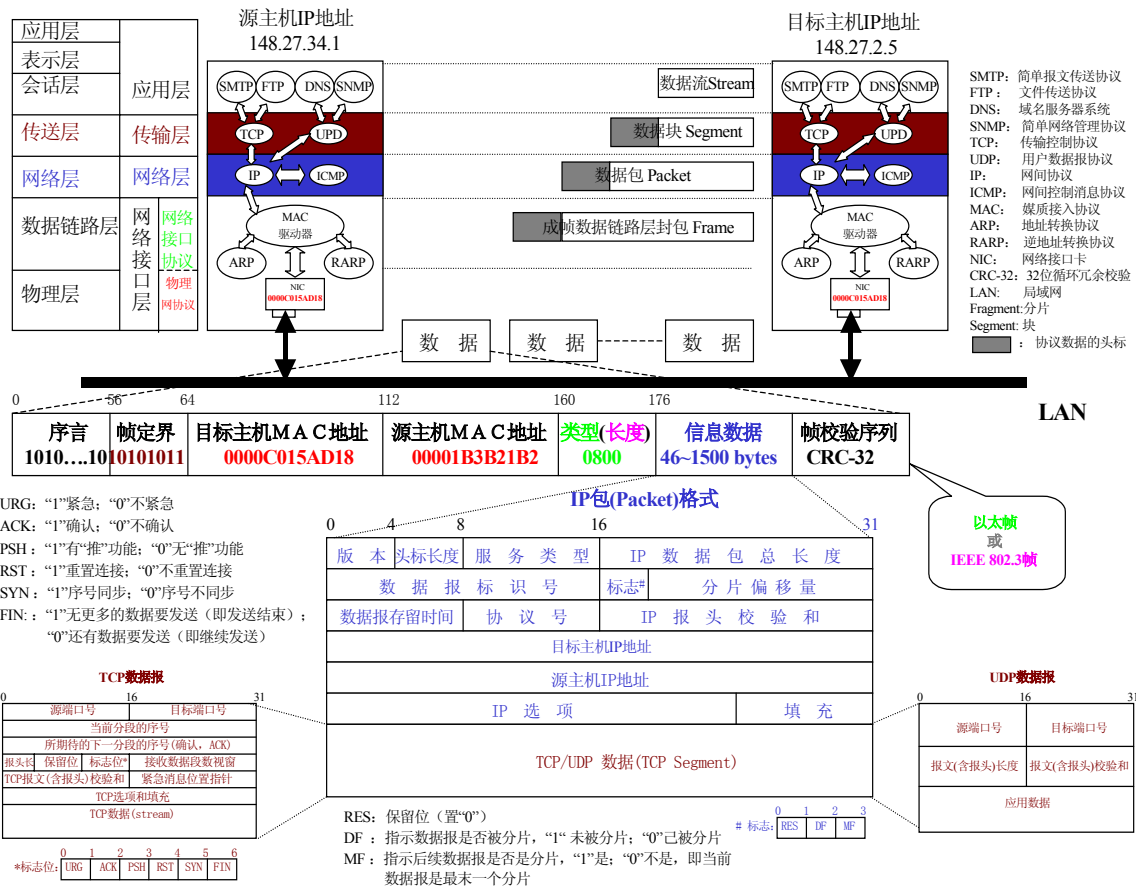 应用层
表示层
会话层
应用层
传送层
传输层
网络层
网络层
数据链路层
物理层
网络接口层
网络
接口
协议
物理
网协议
源主机IP地址
148.27.34.1
SMTP
FTP
DNS
SNMP
TCP
UPD
IP
ICMP
MAC
驱动器
ARP
RARP
NIC
0000C015AD18
数据流Stream
数据块 Segment
数据包 Packet
成帧数据链路层封包 Frame
目标主机IP地址
148.27.2.5
SMTP
FTP
DNS
SNMP
TCP
UPD
IP
ICMP
MAC
驱动器
ARP
RARP
NIC
0000C015AD18
SMTP: 简单报文传送协议
FTP: 文件传送协议
DNS: 域名服务器系统
SNMP: 简单网络管理协议
TCP: 传输控制协议
UDP: 用户数据报协议
IP: 网间协议
ICMP: 网间控制消息协议
MAC: 媒质接入协议
ARP: 地址转换协议
RARP: 逆地址转换协议
NIC: 网络接口卡
CRC-32: 32位循环冗余校验
LAN: 局域网
Fragment:分片
Segment: 块
: 协议数据的头标
数 据
数 据
数 据
LAN
0 56 64 112 160 176
序言 帧定界 目标主机MAC地址 源主机MAC地址 类型(长度) 信息数据 帧校验序列
1010….10 10101011 0000C015AD18 00001B3B21B2 0800 46~1500 bytes CRC-32
以太帧
或
IEEE 802.3帧
URG: “1”紧急; “0”不紧急
ACK: “1”确认; “0”不确认
PSH: “1”有“推”功能; “0”无“推”功能
RST: “1”重置连接; “0”不重置连接
SYN: “1”序号同步; “0”序号不同步
FIN: : “1”无更多的数据要发送（即发送结束）;
“0”还有数据要发送（即继续发送）
IP包(Packet)格式
0 4 8 16 31
版 本 头标长度 服 务 类 型 IP 数 据 包 总 长 度
数 据 报 标 识 号 标志# 分 片 偏 移 量
数据报存留时间 协 议 号 IP 报 头 校 验 和
目标主机IP地址
源主机IP地址
IP 选 项 填 充
TCP/UDP 数据(TCP Segment)
TCP数据报
0 16 31
源端口号 目标端口号
当前分段的序号
所期待的下一分段的序号(确认, ACK)
报头长 保留位 标志位* 接收数据段数视窗
TCP报文(含报头)校验和 紧急消息位置指针
TCP选项和填充
TCP数据(stream)
0 1 2 3 4 5 6
*标志位: URG ACK PSH RST SYN FIN
UDP数据报
0 16 31
源端口号 目标端口号
报文(含报头)长度 报文(含报头)校验和
应用数据
RES: 保留位（置“0”）
DF : 指示数据报是否被分片, “1“ 未被分片; “0”己被分片
MF : 指示后续数据报是否是分片, “1”是; “0”不是, 即当前
数据报是最末一个分片
0 1 2 3
# 标志: RES DF MF